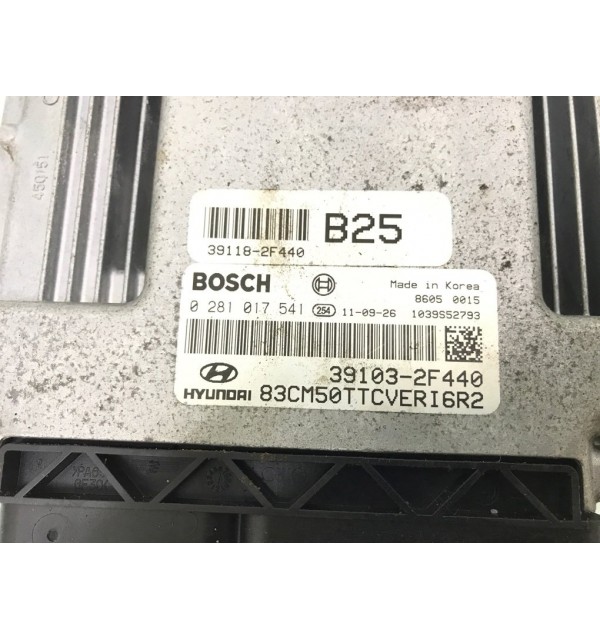 450151
B25
39118-2F440
BOSCH
Made in Korea
8605 0015
0 281 017 541 254 11-09-26 1039S52793
39103-2F440
HYUNDAI 83CM50TTCVERI6R2